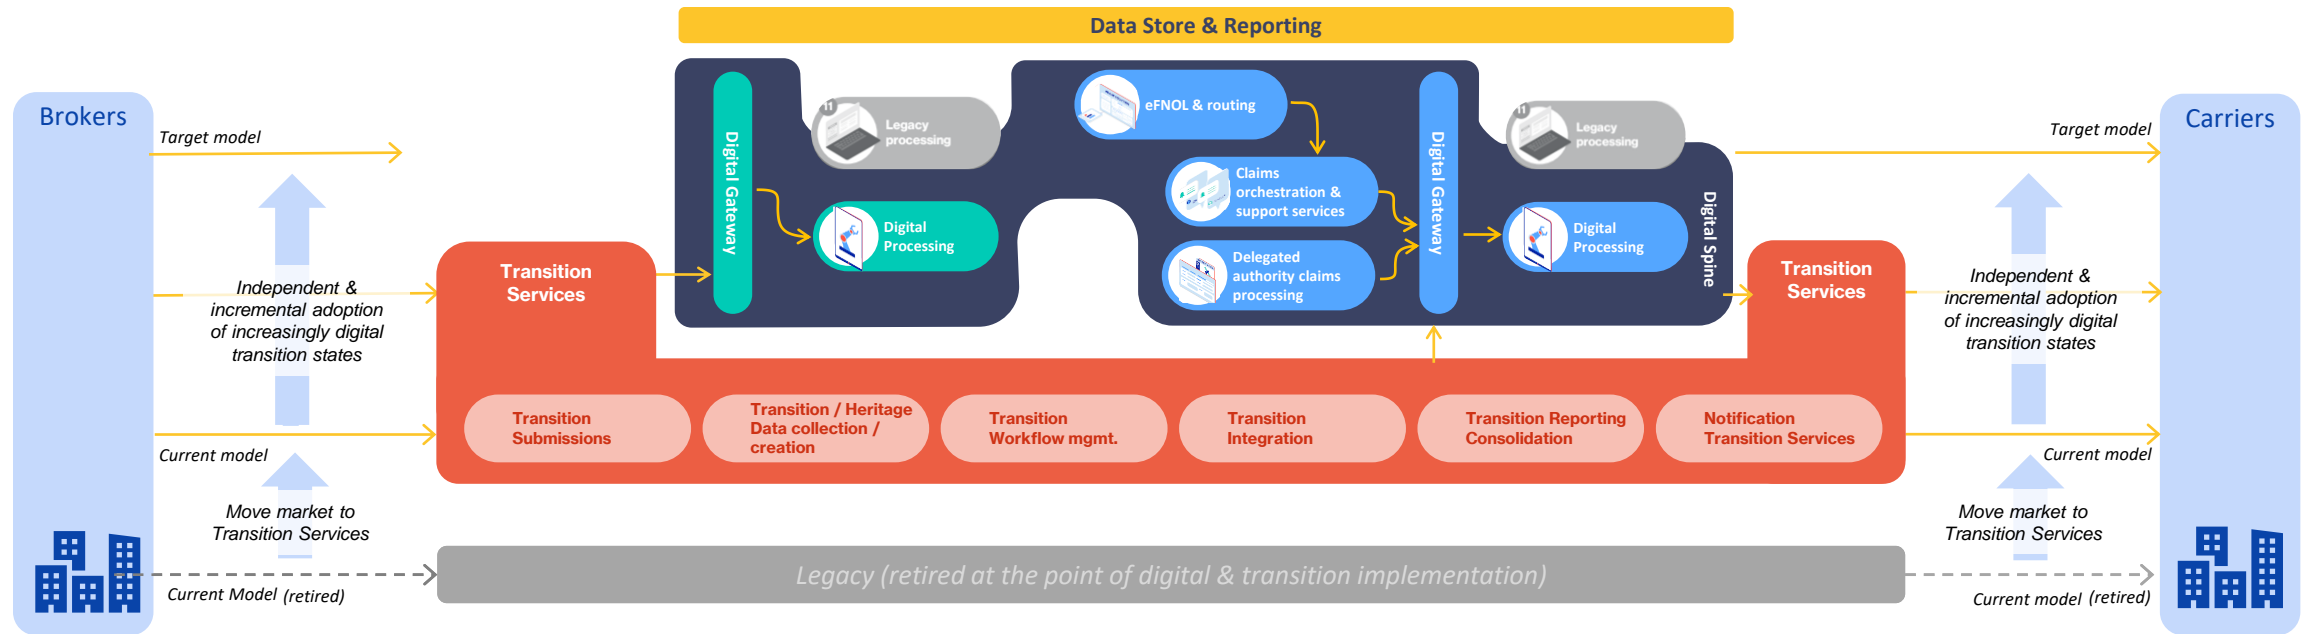 Data Store & Reporting
Brokers
Target model
Independent &
incremental adoption
of increasingly digital
transition states
Current model
Move market to
Transition Services
Current Model (retired)
Transition
Services
Digital Gateway
11
Legacy
processing
Digital
Processing
eFNOL & routing
Claims
orchestration &
support services
Delegated
authority claims
processing
Digital Gateway
11
Legacy
processing
Digital
Processing
Digital Spine
Transition
Services
Transition
Submissions
Transition / Heritage
Data collection /
creation
Transition
Workflow mgmt.
Transition
Integration
Transition Reporting
Consolidation
Notification
Transition Services
Legacy (retired at the point of digital & transition implementation)
Carriers
Target model
Independent &
incremental adoption
of increasingly digital
transition states
Current model
Move market to
Transition Services
Current model (retired)